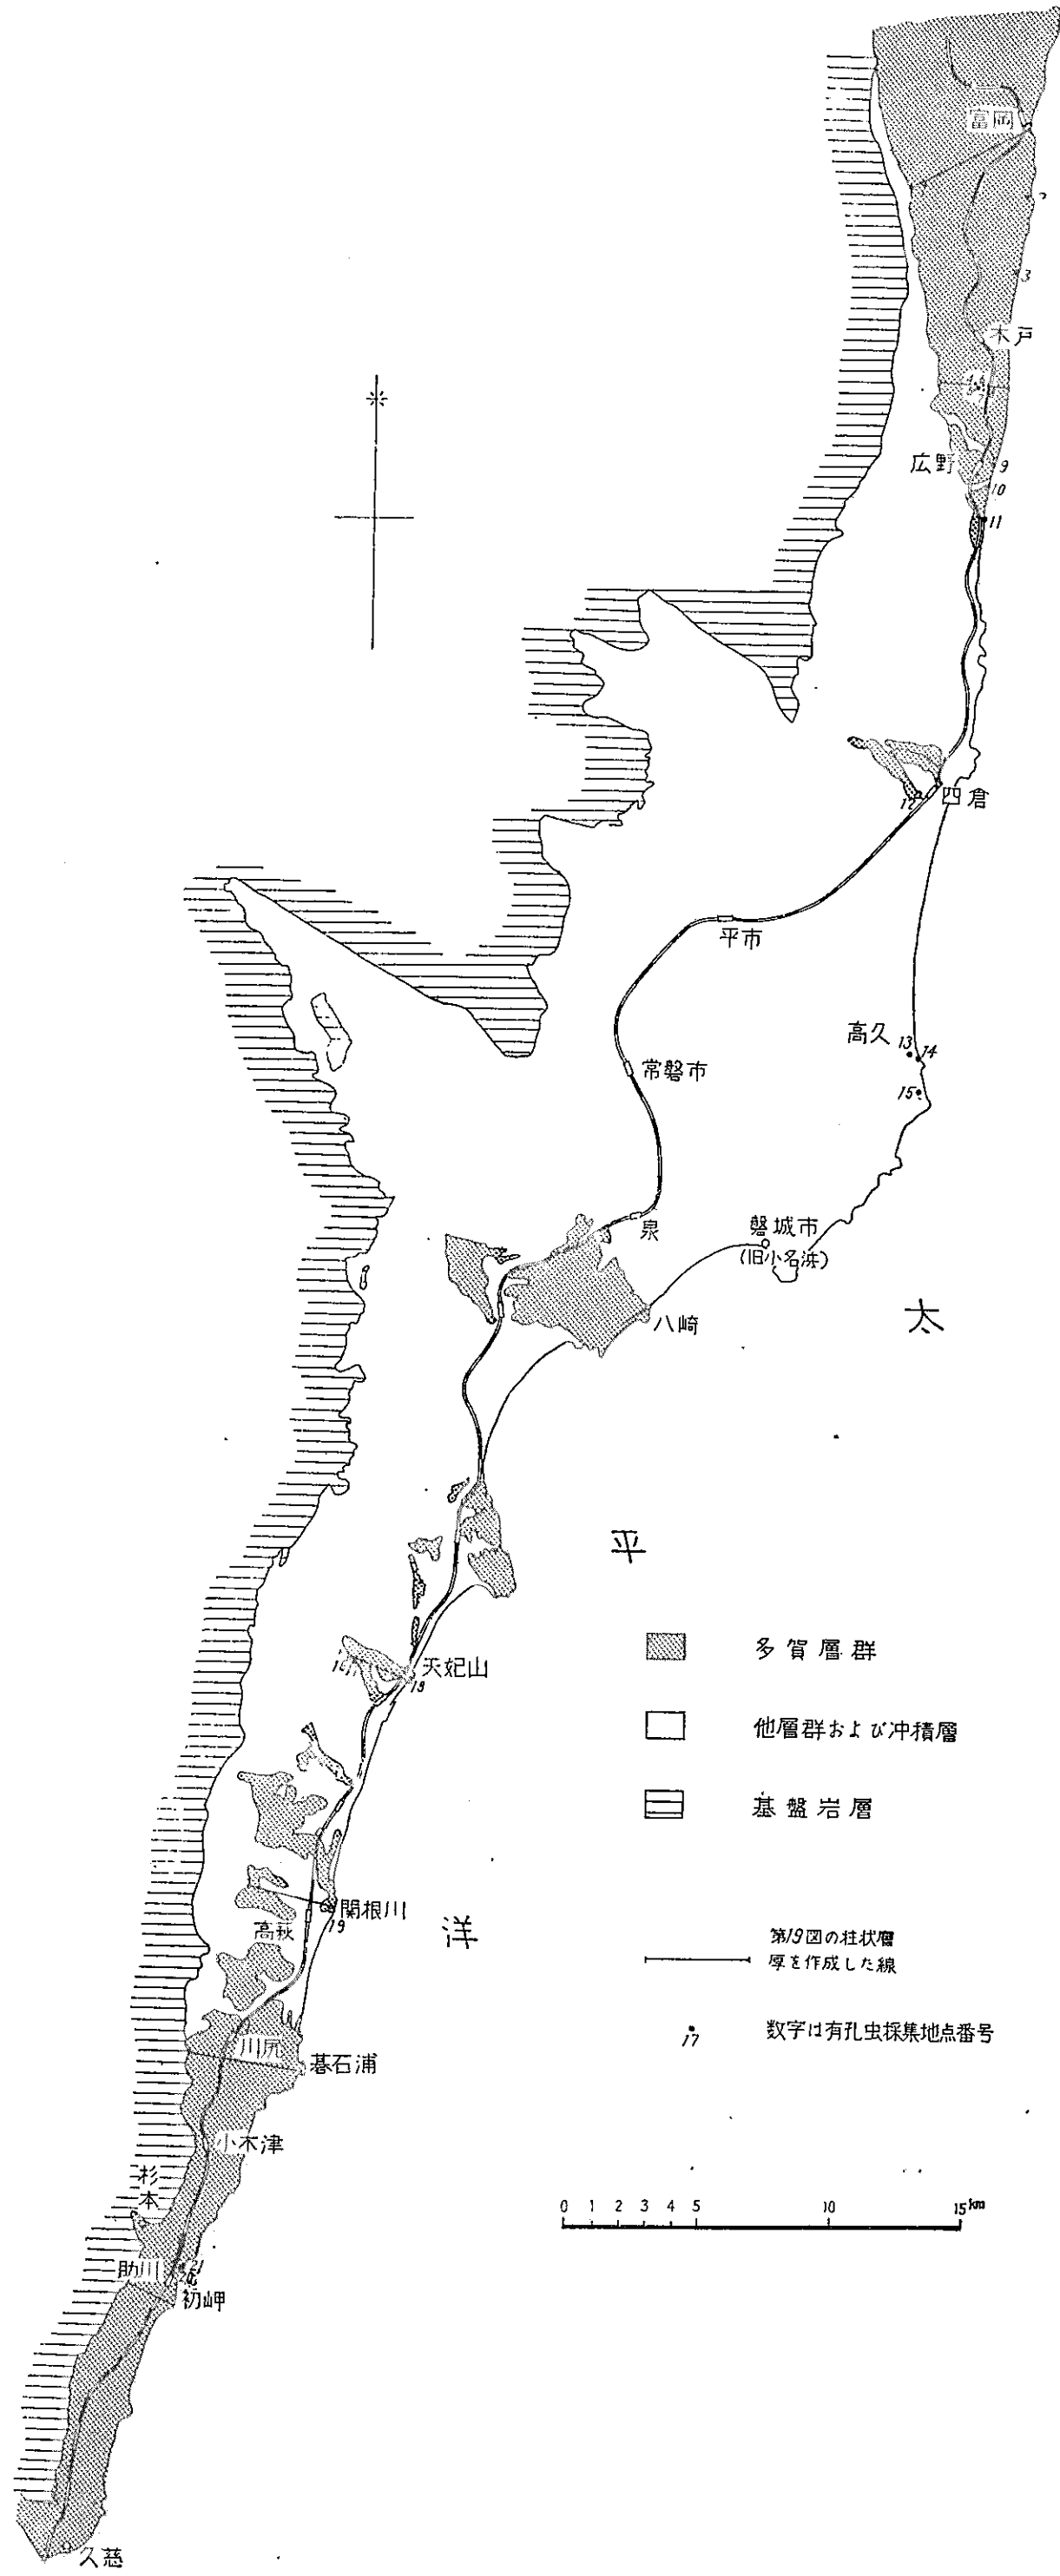 富岡
2
3
木戸
広野
9
10
11
四倉
12
平市
高久
13
14
常磐市
15
泉
磐城市
(旧小名浜)
八崎
太
平
洋
多賀層群
天妃山
18
他層群および沖積層
基盤岩層
関根川
19
高萩
第19図の柱状層
厚を作成した線
17
数字は有孔虫採集地点番号
川尻
碁石浦
小木津
杉本
0 1 2 3 4 5 10 15km
助川
21
初岬
久慈